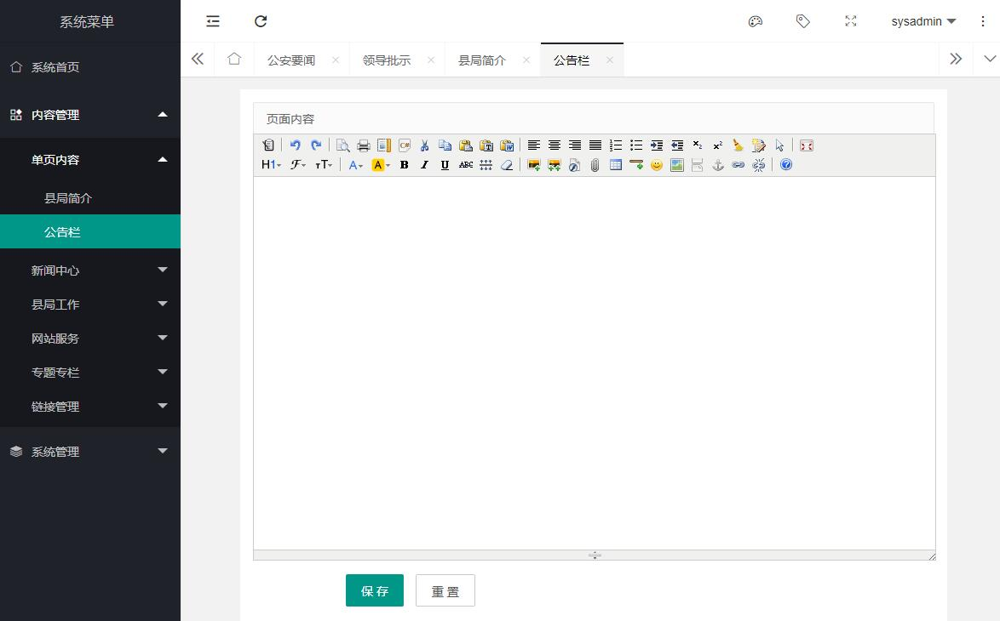 系统菜单
sysadmin
系统首页
公安要闻
领导批示
县局简介
公告栏
内容管理
单页内容
县局简介
公告栏
新闻中心
县局工作
网站服务
专题专栏
链接管理
系统管理
页面内容
H1
F
тT
A
A
B
I
U
ABC
保存
重置